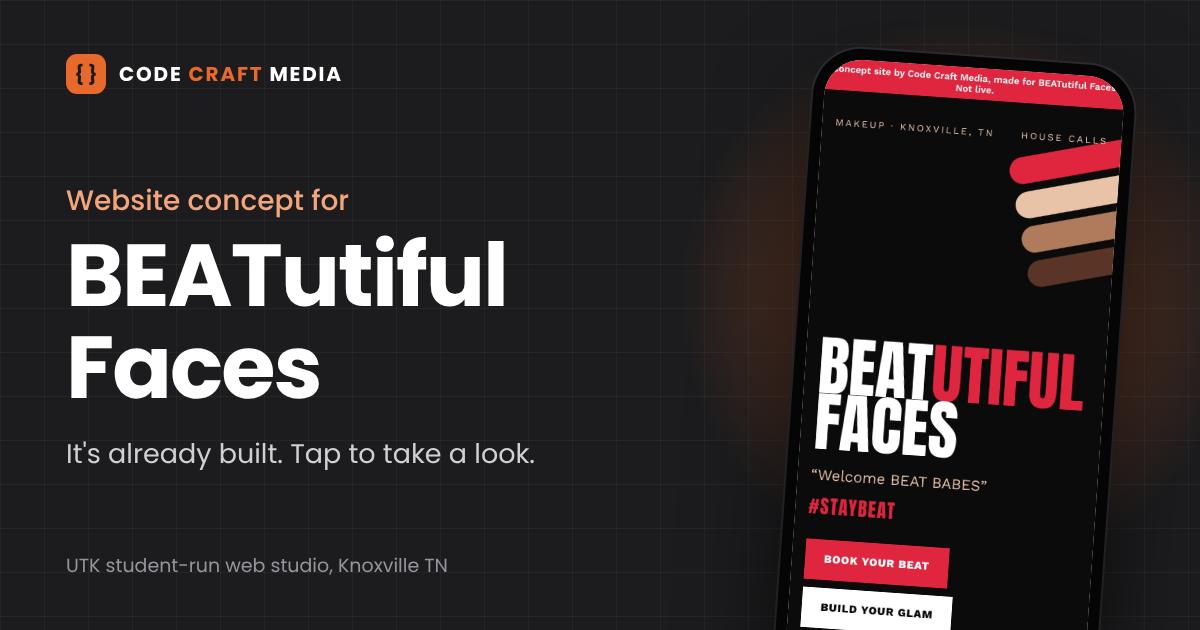 { } CODE CRAFT MEDIA
Website concept for
BEATutiful
Faces
It's already built. Tap to take a look.
UTK student-run web studio, Knoxville TN
oncept site by Code Craft Media, made for BEATutiful Faces
Not live.
MAKEUP · KNOXVILLE, TN HOUSE CALLS
BEATUTIFUL
FACES
“Welcome BEAT BABES”
#STAYBEAT
BOOK YOUR BEAT
BUILD YOUR GLAM